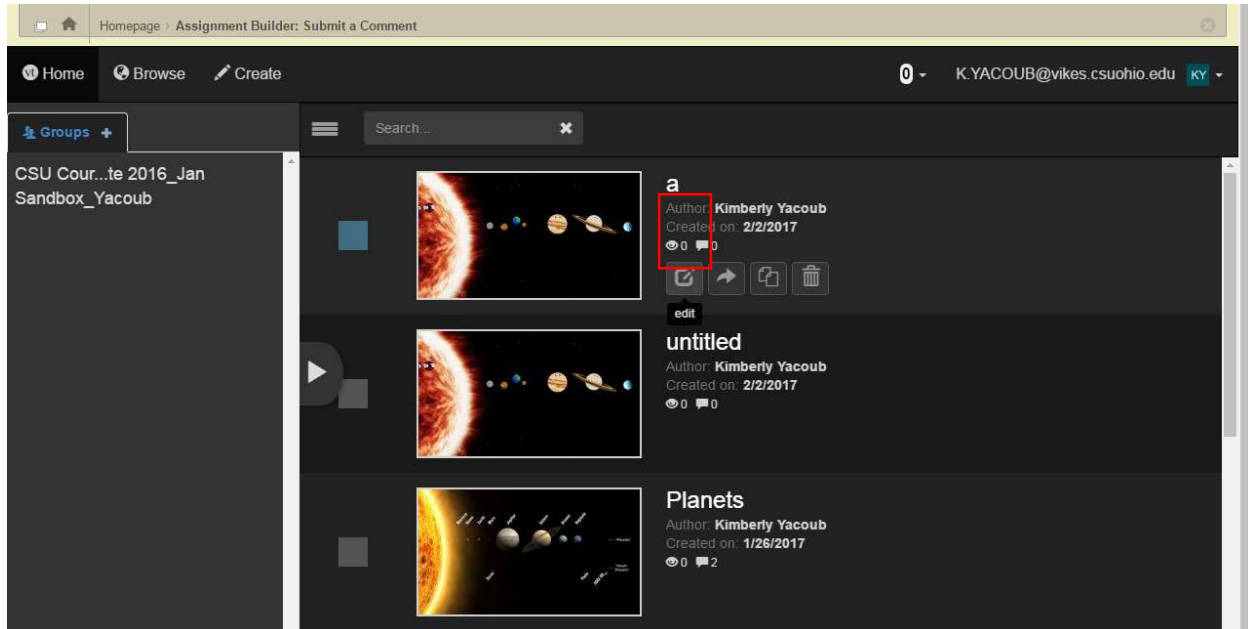 Homepage › Assignment Builder: Submit a Comment
vt Home Browse Create 0 K.YACOUB@vikes.csuohio.edu KY
Groups + Search...
CSU Cour...te 2016_Jan
Sandbox_Yacoub
a
Author: Kimberly Yacoub
Created on: 2/2/2017
0 0
edit
untitled
Author: Kimberly Yacoub
Created on: 2/2/2017
0 0
Planets
Author: Kimberly Yacoub
Created on: 1/26/2017
0 2